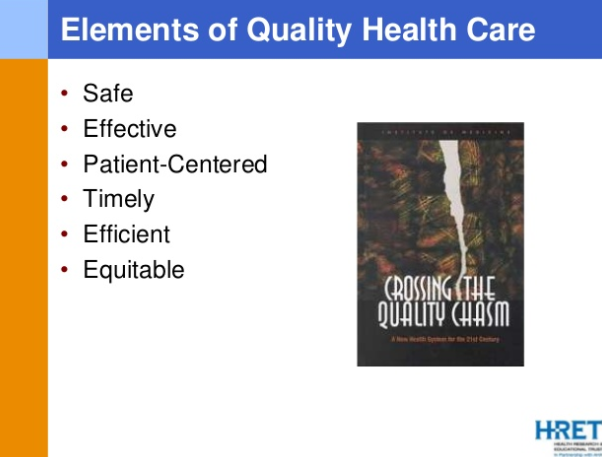 Elements of Quality Health Care
• Safe
• Effective
• Patient-Centered
• Timely
• Efficient
• Equitable
INSTITUTE OF MEDICINE
CROSSING THE
QUALITY CHASM
A New Health System for the 21st Century
HRET
HEALTH RESEARCH &
EDUCATIONAL TRUST
In Partnership with AHA